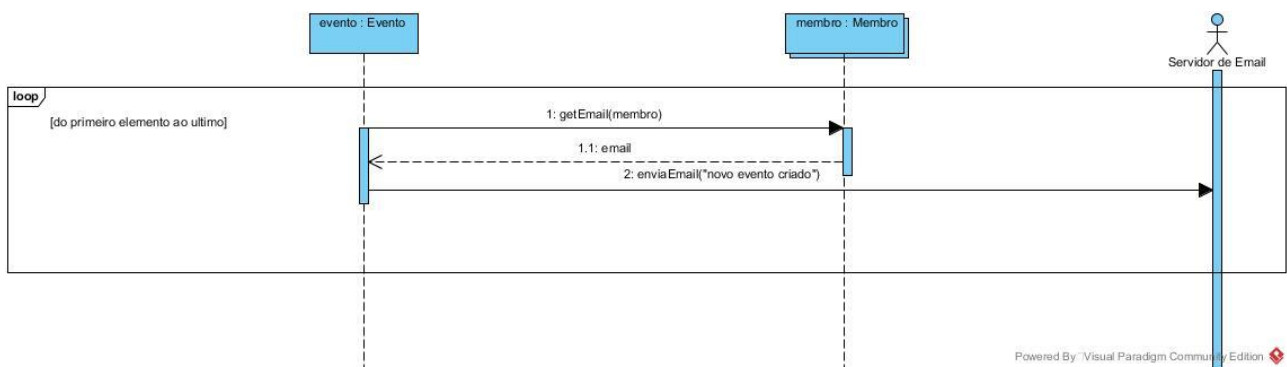 evento : Evento
membro : Membro
Servidor de Email
loop
[do primeiro elemento ao ultimo]
1: getEmail(membro)
1.1: email
2: enviaEmail("novo evento criado")
Powered By Visual Paradigm Community Edition